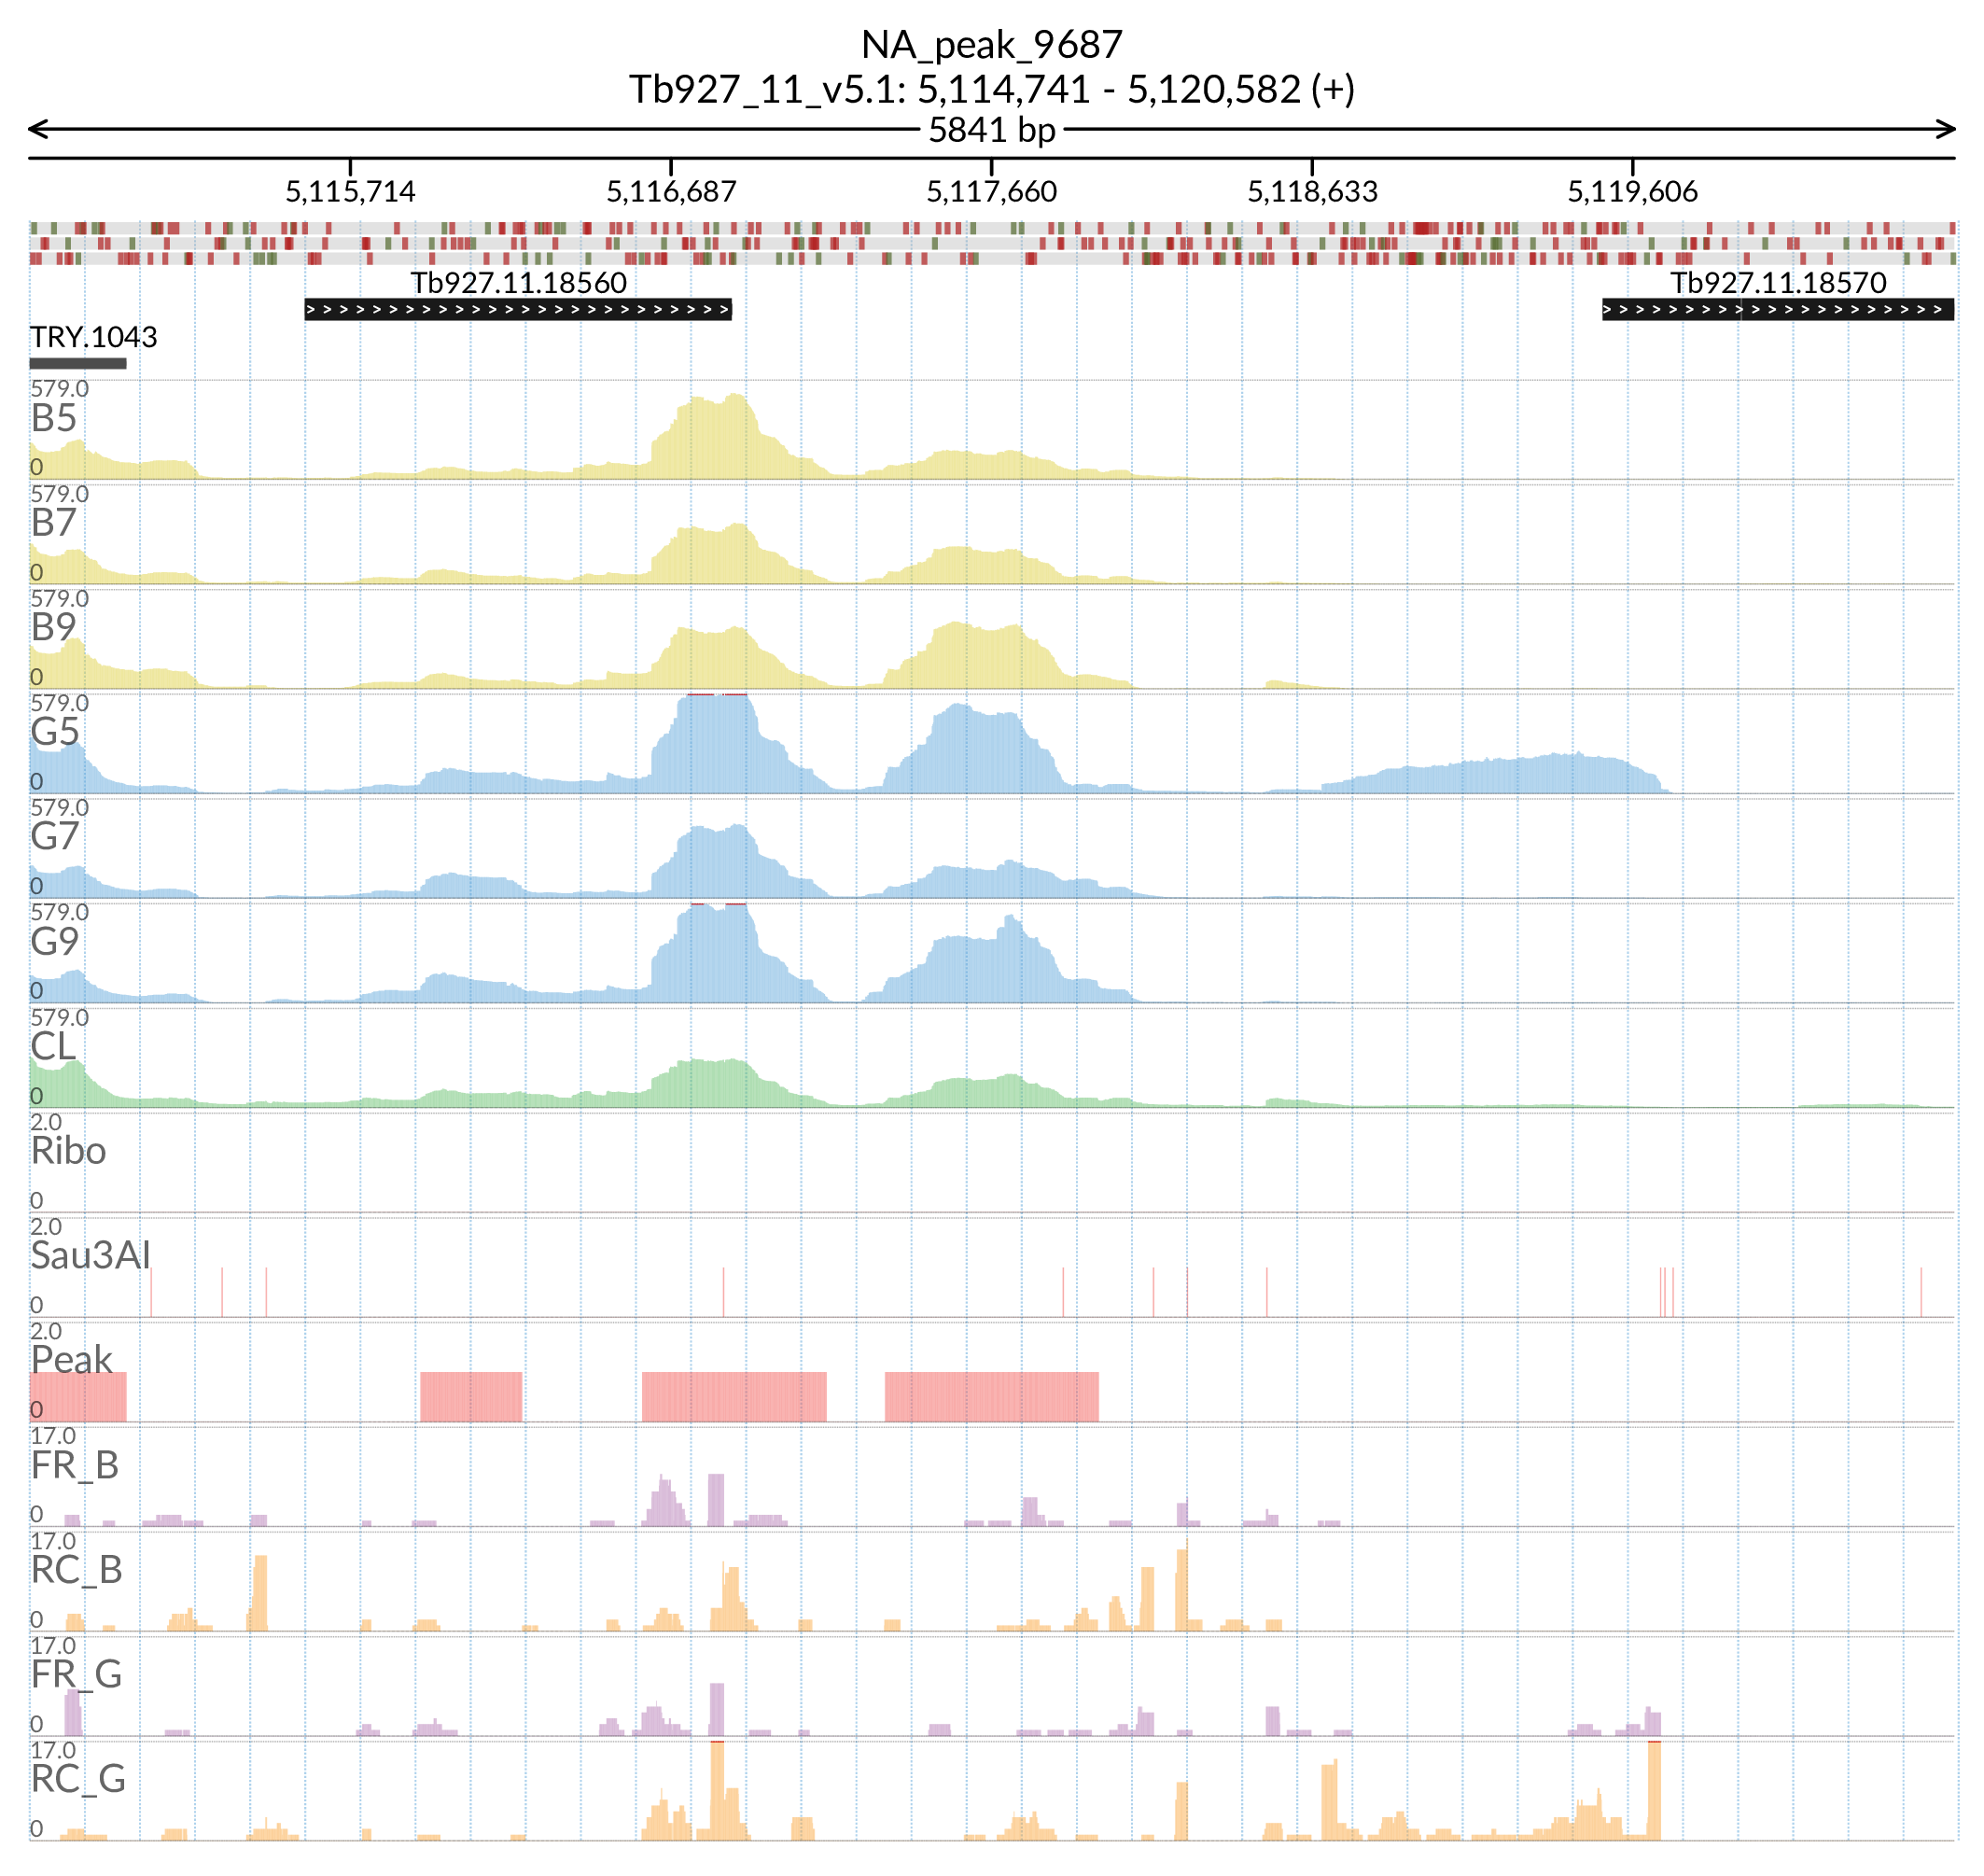 NA_peak_9687
Tb927_11_v5.1: 5,114,741 - 5,120,582 (+)
5841 bp
5,115,714 5,116,687 5,117,660 5,118,633 5,119,606
Tb927.11.18560 Tb927.11.18570
TRY.1043
579.0
B5
0
579.0
B7
0
579.0
B9
0
579.0
G5
0
579.0
G7
0
579.0
G9
0
579.0
CL
0
2.0
Ribo
0
2.0
Sau3AI
0
2.0
Peak
0
17.0
FR_B
0
17.0
RC_B
0
17.0
FR_G
0
17.0
RC_G
0